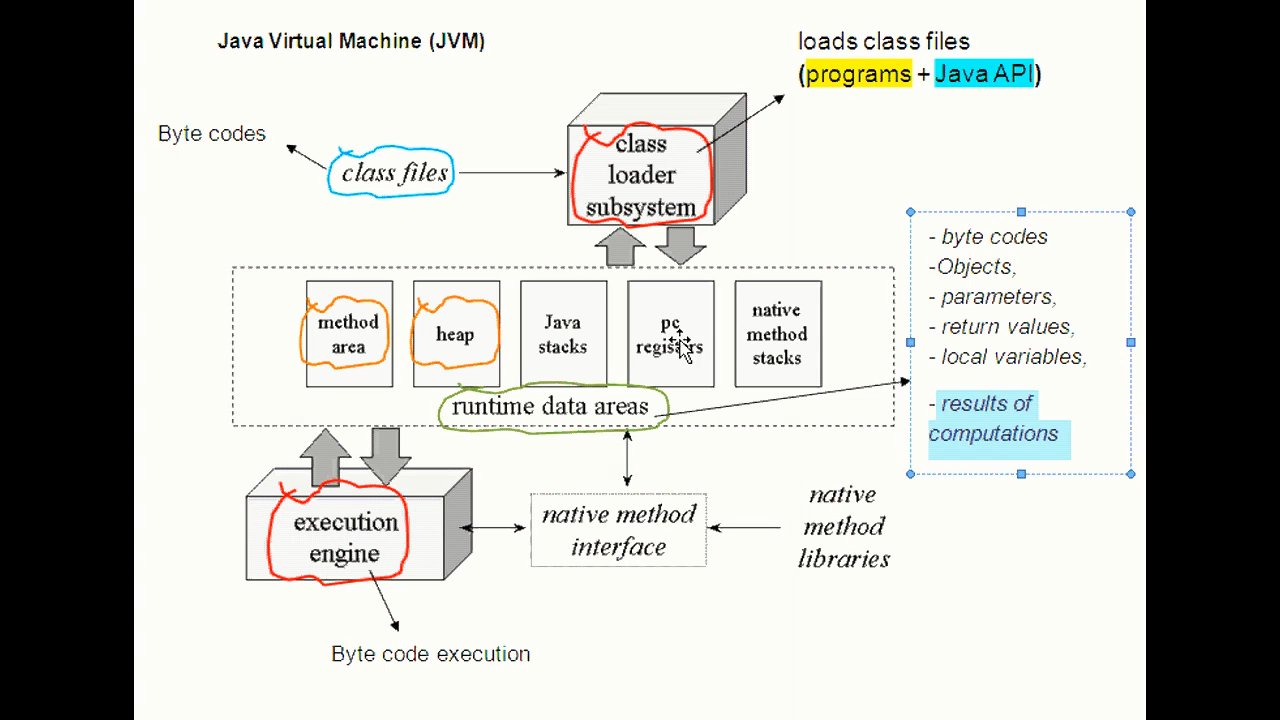 Java Virtual Machine (JVM)
loads class files
(programs + Java API)
Byte codes
class files
class
loader
subsystem
- byte codes
-Objects,
- parameters,
- return values,
- local variables,
- results of
computations
method
area
heap
Java
stacks
pc
registers
native
method
stacks
runtime data areas
execution
engine
native method
interface
native
method
libraries
Byte code execution